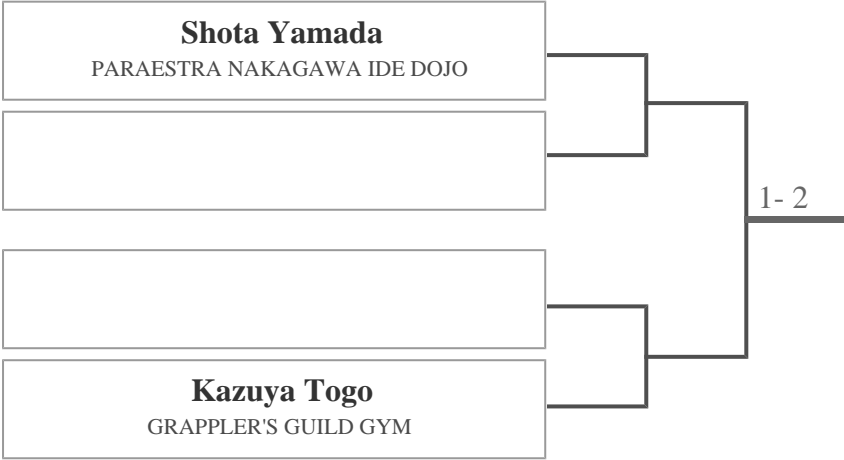 Shota Yamada
PARAESTRA NAKAGAWA IDE DOJO
1- 2
Kazuya Togo
GRAPPLER'S GUILD GYM